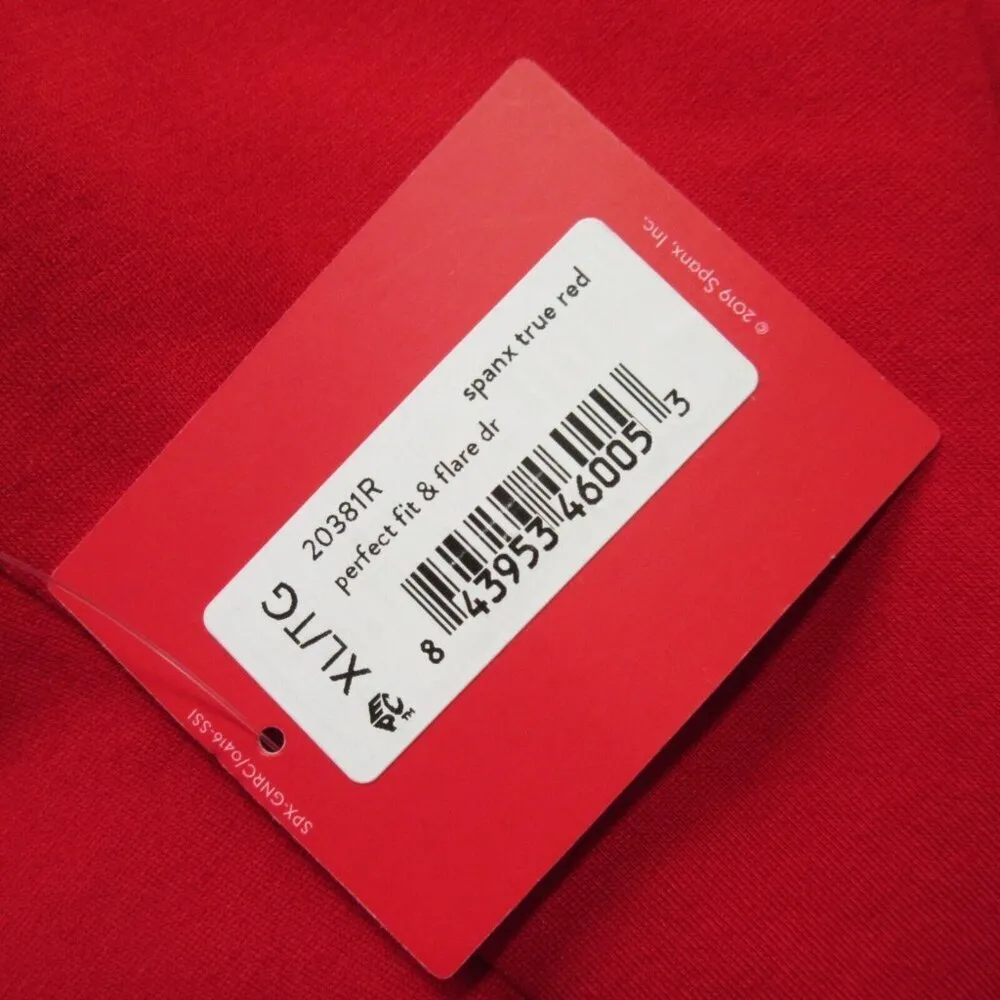 © 2019 Spanx, Inc.
20381R
spanx true red
perfect fit & flare dr
8 43953 46005 3
XL/TG
EPC™
SPX-GNRC/0416-SSI